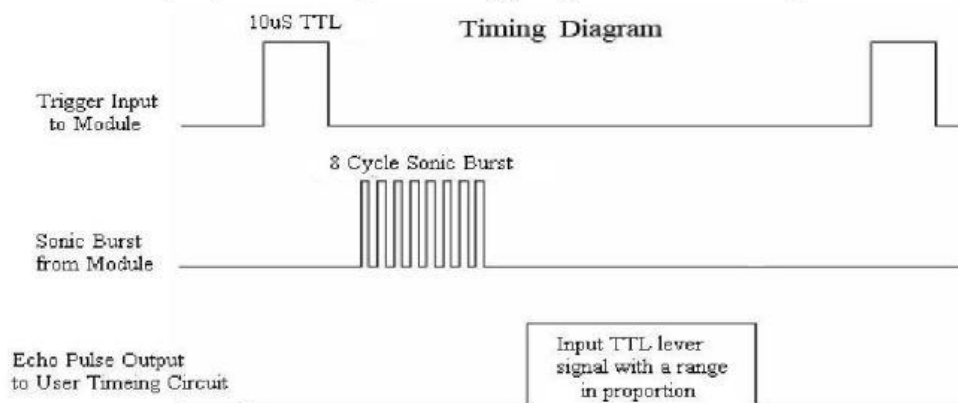 10uS TTL
Timing Diagram
Trigger Input
to Module
8 Cycle Sonic Burst
Sonic Burst
from Module
Echo Pulse Output
to User Timeing Circuit
Input TTL lever
signal with a range
in proportion